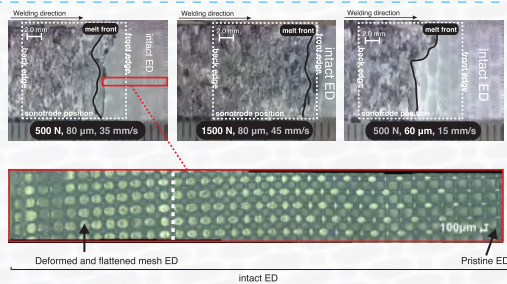 Welding direction
2.0 mm
melt front
back edge
front edge
intact ED
sonotrode position
500 N, 80 µm, 35 mm/s
Welding direction
2.0 mm
melt front
back edge
front edge
intact ED
sonotrode position
1500 N, 80 µm, 45 mm/s
Welding direction
2.0 mm
melt front
back edge
front edge
intact ED
sonotrode position
500 N, 60 µm, 15 mm/s
100µm
Deformed and flattened mesh ED
Pristine ED
intact ED